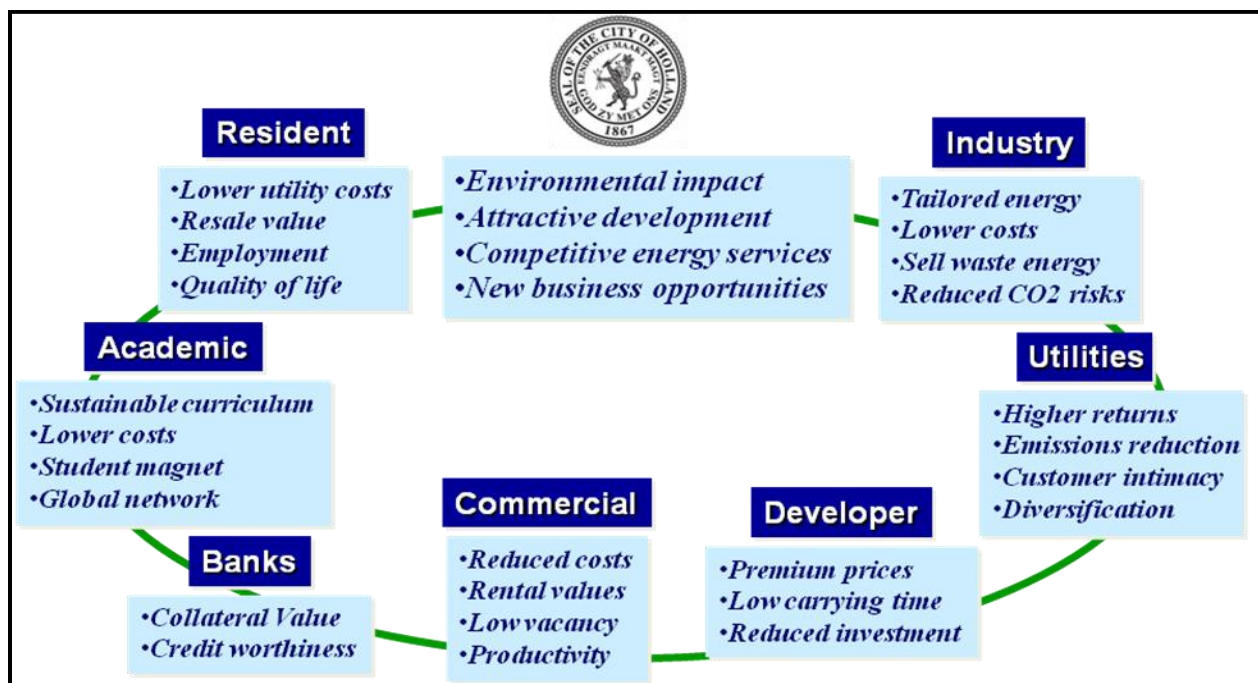 SEAL OF THE CITY OF HOLLAND
EENDRAGT MAAKT MAGT
GOD ZY MET ONS
1867
Resident
•Lower utility costs
•Resale value
•Employment
•Quality of life
•Environmental impact
•Attractive development
•Competitive energy services
•New business opportunities
Industry
•Tailored energy
•Lower costs
•Sell waste energy
•Reduced CO2 risks
Academic
•Sustainable curriculum
•Lower costs
•Student magnet
•Global network
Utilities
•Higher returns
•Emissions reduction
•Customer intimacy
•Diversification
Banks
•Collateral Value
•Credit worthiness
Commercial
•Reduced costs
•Rental values
•Low vacancy
•Productivity
Developer
•Premium prices
•Low carrying time
•Reduced investment